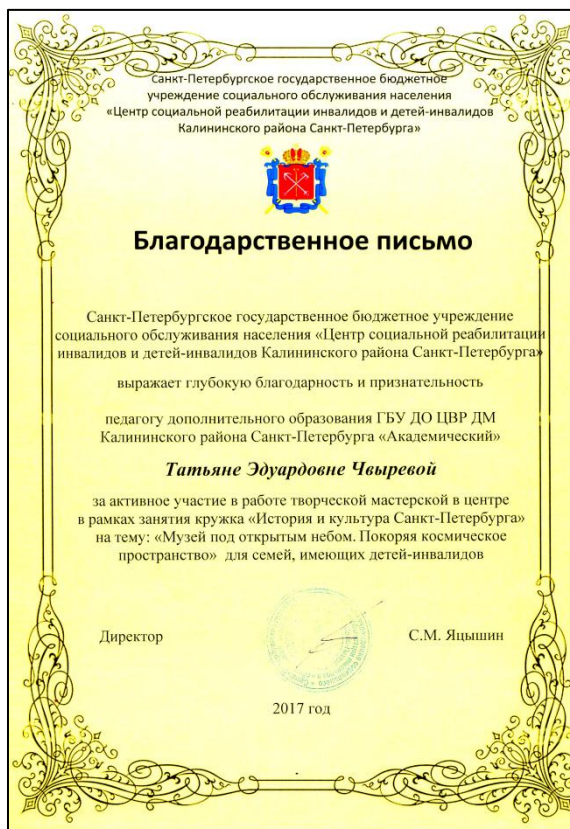 Санкт-Петербургское государственное бюджетное
учреждение социального обслуживания населения
«Центр социальной реабилитации инвалидов и детей-инвалидов
Калининского района Санкт-Петербурга»
Благодарственное письмо
Санкт-Петербургское государственное бюджетное учреждение
социального обслуживания населения «Центр социальной реабилитации
инвалидов и детей-инвалидов Калининского района Санкт-Петербурга»
выражает глубокую благодарность и признательность
педагогу дополнительного образования ГБУ ДО ЦВР ДМ
Калининского района Санкт-Петербурга «Академический»
Татьяне Эдуардовне Чвыревой
за активное участие в работе творческой мастерской в центре
в рамках занятия кружка «История и культура Санкт-Петербурга»
на тему: «Музей под открытым небом. Покоряя космическое
пространство» для семей, имеющих детей-инвалидов
Директор С.М. Яцышин
2017 год